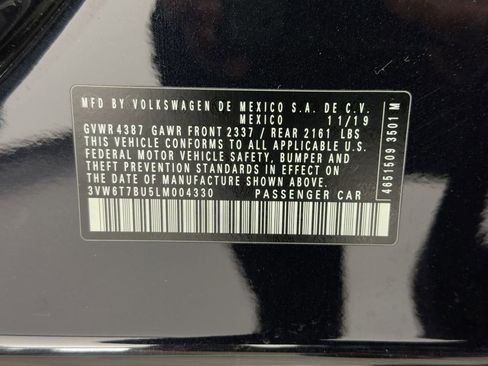 MFD BY VOLKSWAGEN DE MEXICO S.A. DE C.V.
MEXICO 11/19
GVWR 4387 GAWR FRONT 2337 / REAR 2161 LBS
THIS VEHICLE CONFORMS TO ALL APPLICABLE U.S.
FEDERAL MOTOR VEHICLE SAFETY, BUMPER AND
THEFT PREVENTION STANDARDS IN EFFECT ON
THE DATE OF MANUFACTURE SHOWN ABOVE.
3VW6T7BU5LM004330 PASSENGER CAR
4651509 3501 M